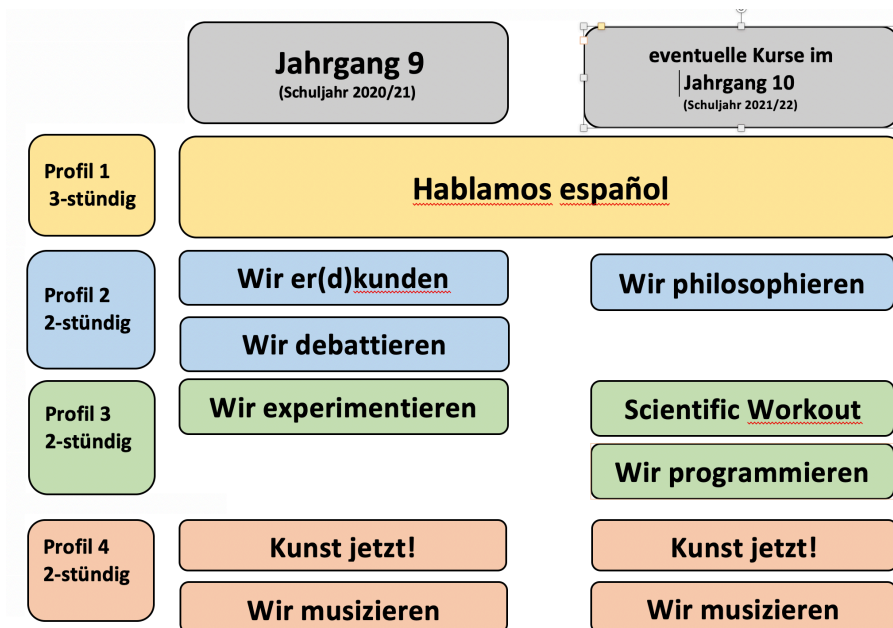 Jahrgang 9
(Schuljahr 2020/21)
eventuelle Kurse im
Jahrgang 10
(Schuljahr 2021/22)
Profil 1
3-stündig
Hablamos español
Profil 2
2-stündig
Wir er(d)kunden
Wir philosophieren
Wir debattieren
Profil 3
2-stündig
Wir experimentieren
Scientific Workout
Wir programmieren
Profil 4
2-stündig
Kunst jetzt!
Kunst jetzt!
Wir musizieren
Wir musizieren